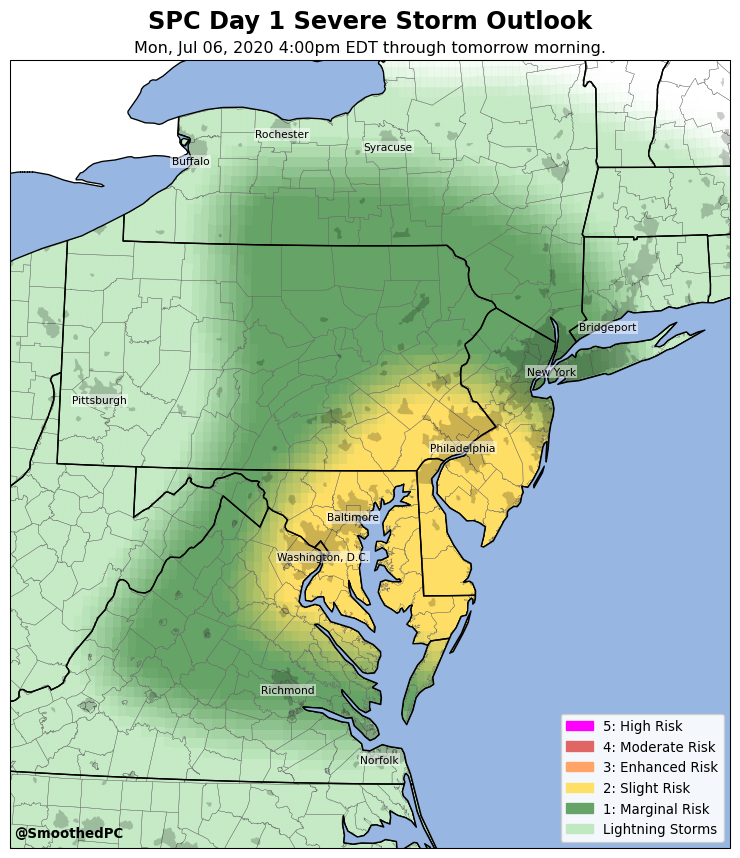 SPC Day 1 Severe Storm Outlook
Mon, Jul 06, 2020 4:00pm EDT through tomorrow morning.
Rochester
Syracuse
Buffalo
Bridgeport
New York
Pittsburgh
Philadelphia
Baltimore
Washington, D.C.
Richmond
Norfolk
5: High Risk
4: Moderate Risk
3: Enhanced Risk
2: Slight Risk
1: Marginal Risk
Lightning Storms
@SmoothedPC